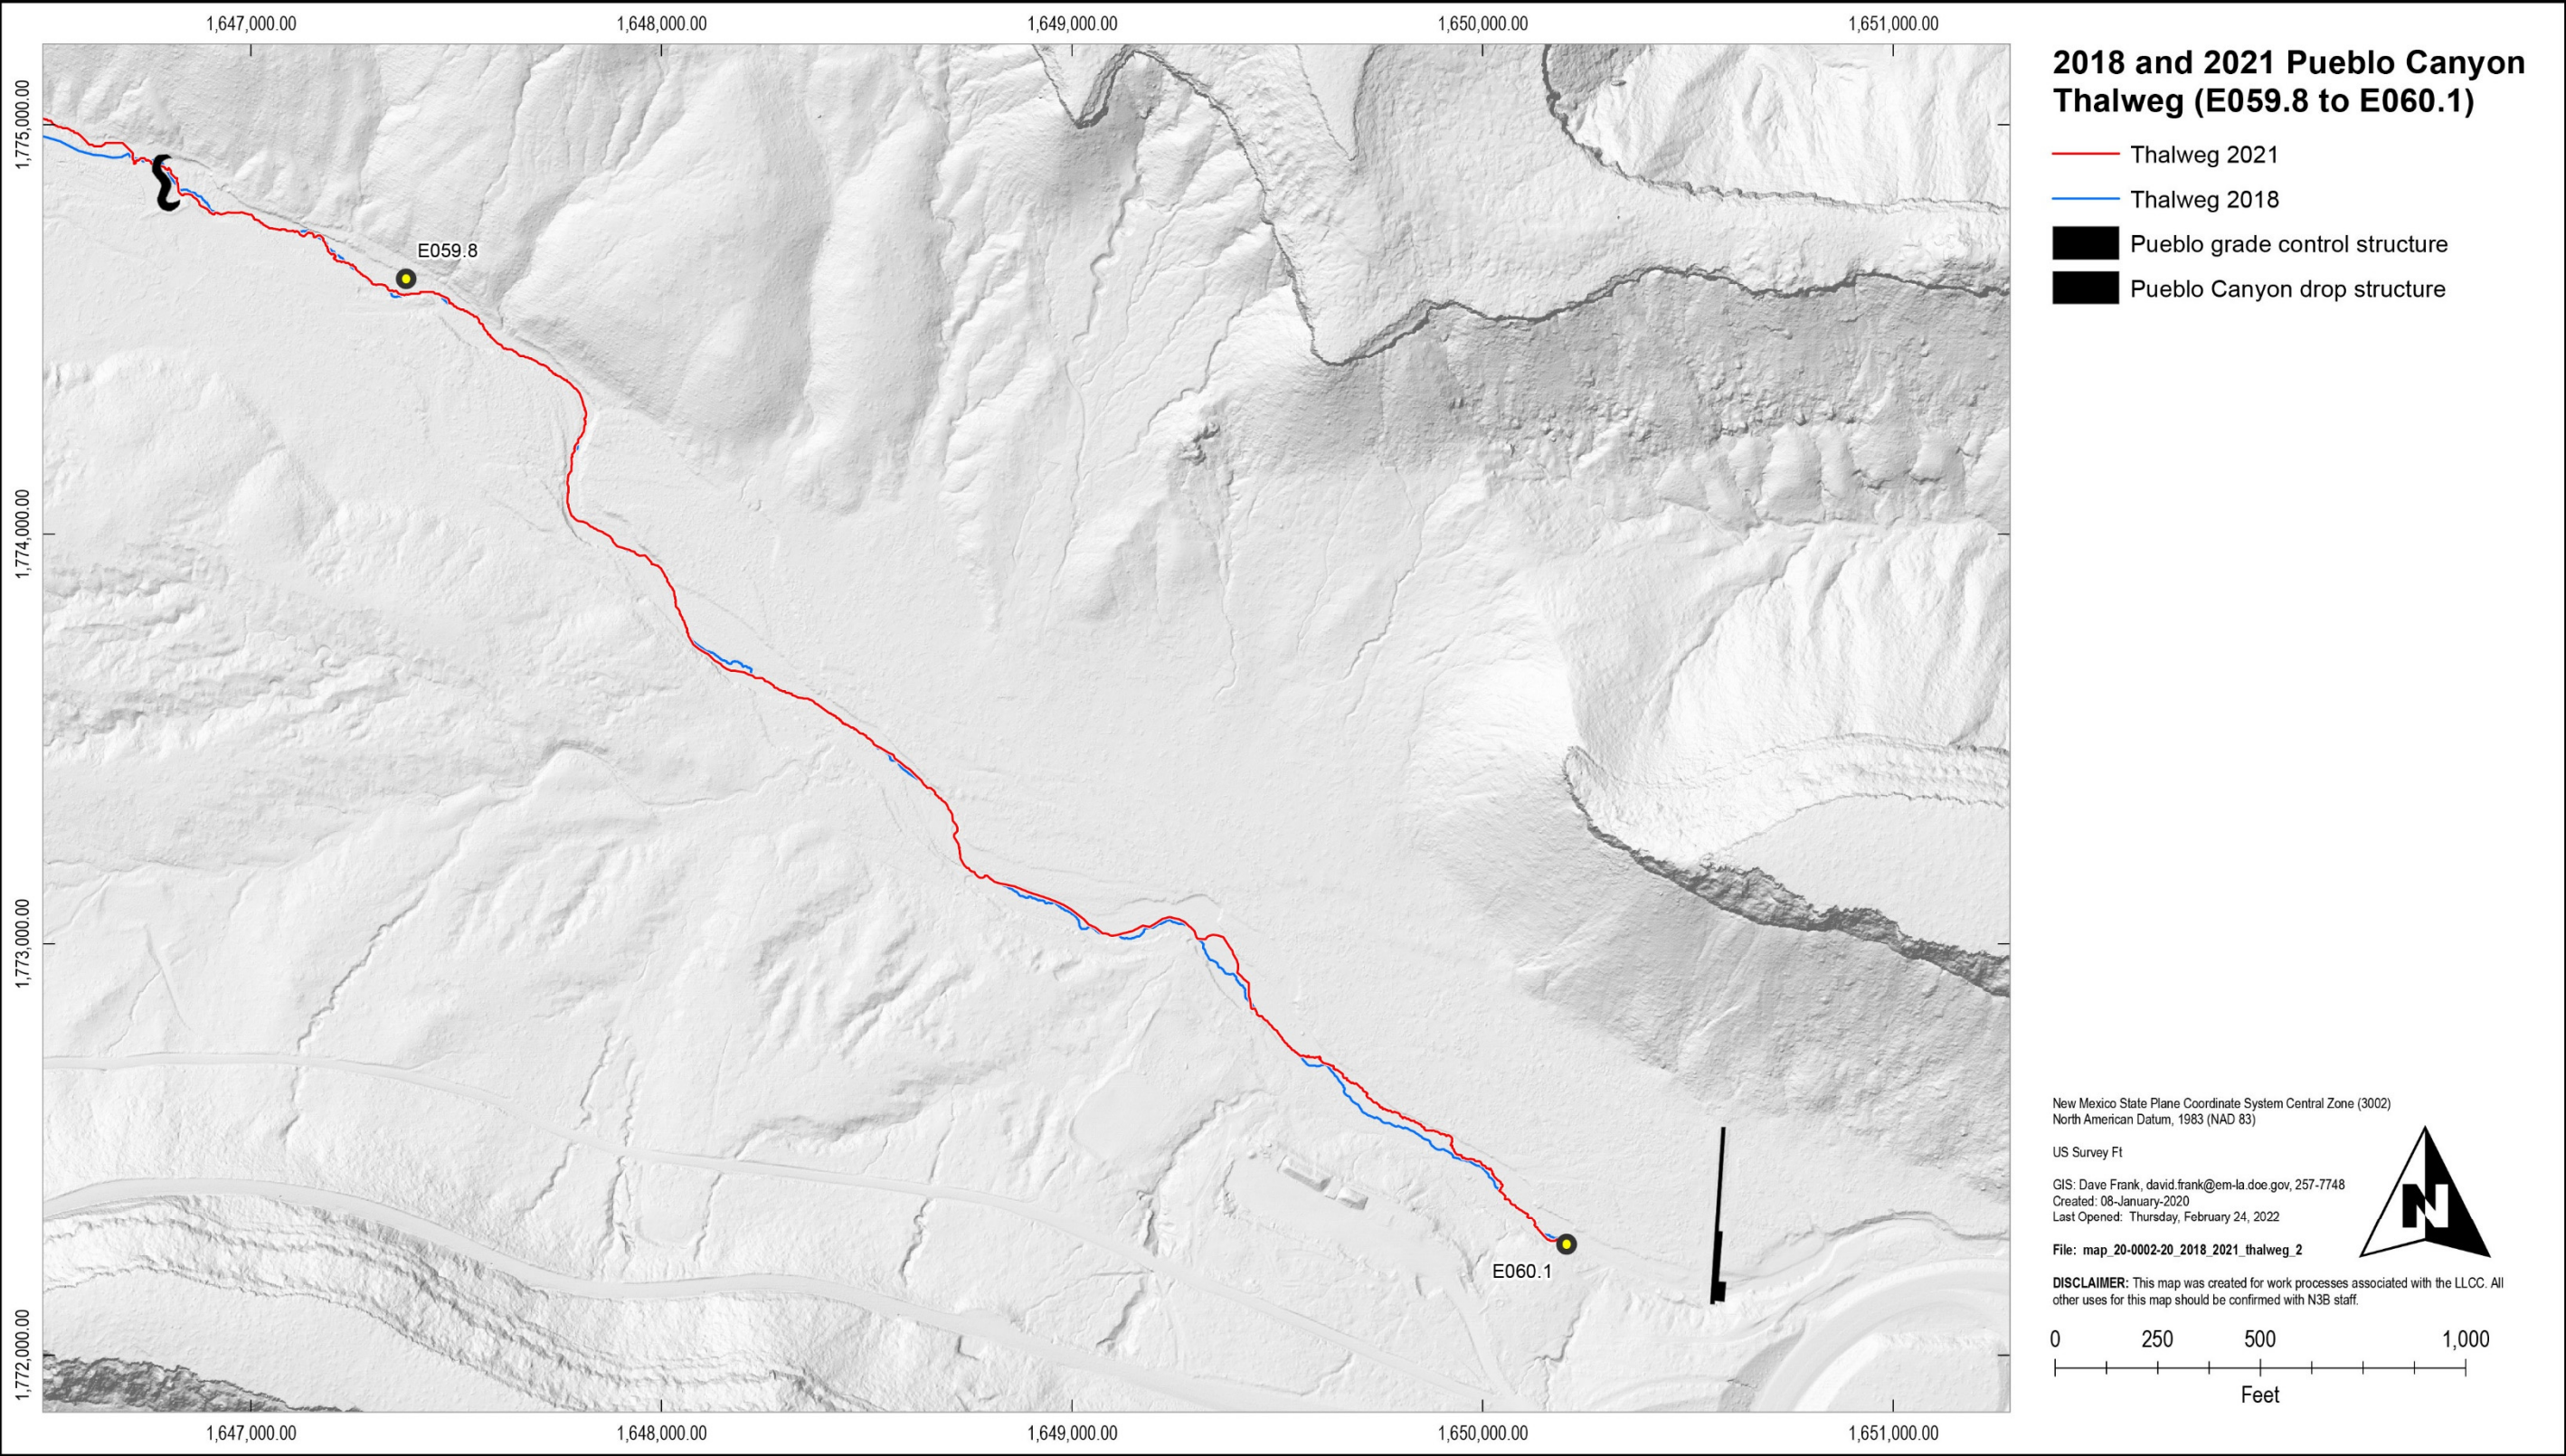 1,647,000.00
1,648,000.00
1,649,000.00
1,650,000.00
1,651,000.00
1,775,000.00
1,774,000.00
1,773,000.00
1,772,000.00
E059.8
E060.1
1,647,000.00
1,648,000.00
1,649,000.00
1,650,000.00
1,651,000.00
2018 and 2021 Pueblo Canyon
Thalweg (E059.8 to E060.1)
Thalweg 2021
Thalweg 2018
Pueblo grade control structure
Pueblo Canyon drop structure
New Mexico State Plane Coordinate System Central Zone (3002)
North American Datum, 1983 (NAD 83)
US Survey Ft
GIS: Dave Frank, david.frank@em-la.doe.gov, 257-7748
Created: 08-January-2020
Last Opened: Thursday, February 24, 2022
File: map_20-0002-20_2018_2021_thalweg_2
N
DISCLAIMER: This map was created for work processes associated with the LLCC. All
other uses for this map should be confirmed with N3B staff.
0 250 500 1,000
Feet